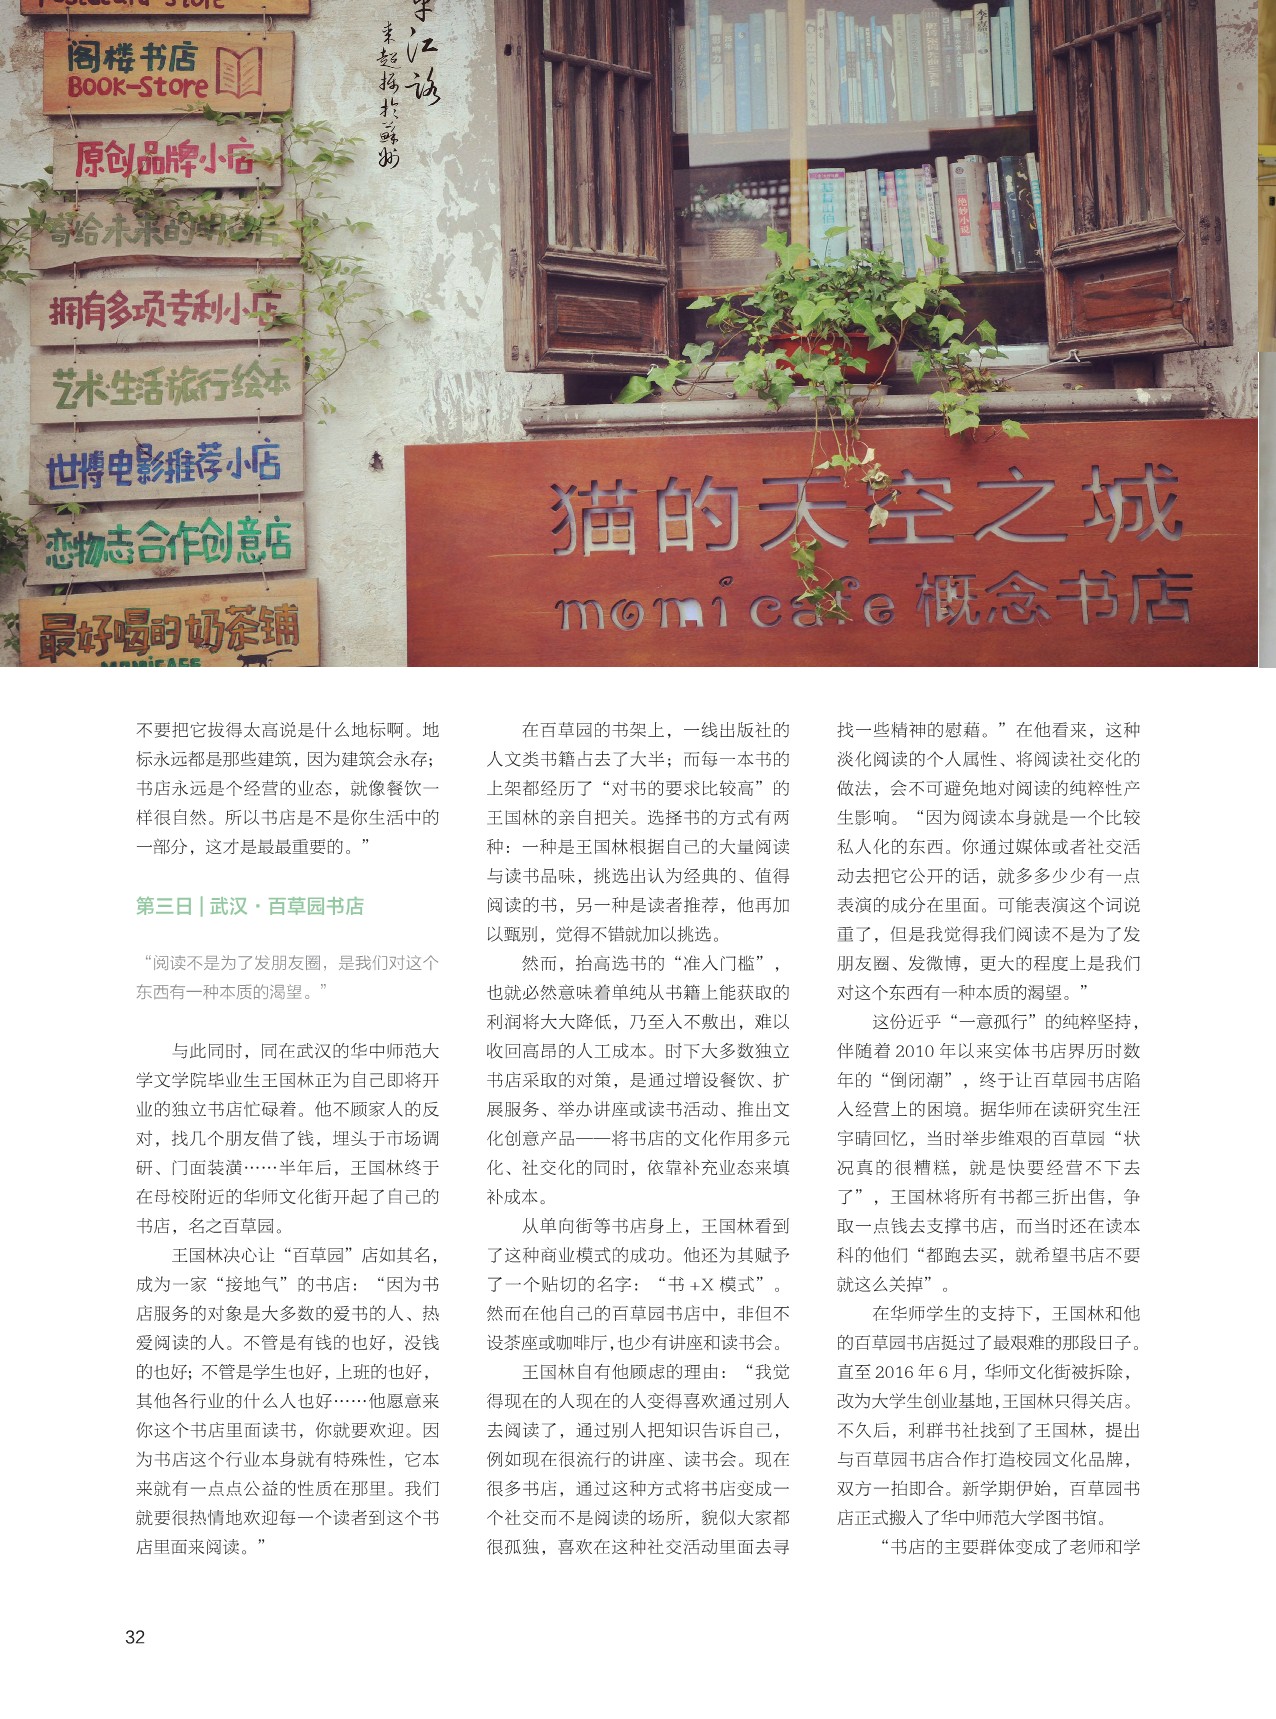 阁楼书店
BOOK-Store
原创品牌小店
拥有多项专利小店
艺术生活旅行绘本
世博电影推荐小店
恋物志合作创意店
最好喝的奶茶铺
江路
绝妙小说
猫的天空之城
momicafe 概念书店
不要把它拔得太高说是什么地标啊。地
标永远都是那些建筑，因为建筑会永存；
书店永远是个经营的业态，就像餐饮一
样很自然。所以书店是不是你生活中的
一部分，这才是最最重要的。”
第三日 | 武汉 · 百草园书店
“阅读不是为了发朋友圈，是我们对这个
东西有一种本质的渴望。”
与此同时，同在武汉的华中师范大
学文学院毕业生王国林正为自己即将开
业的独立书店忙碌着。他不顾家人的反
对，找几个朋友借了钱，埋头于市场调
研、门面装潢……半年后，王国林终于
在母校附近的华师文化街开起了自己的
书店，名之百草园。
王国林决心让“百草园”店如其名，
成为一家“接地气”的书店：“因为书
店服务的对象是大多数的爱书的人、热
爱阅读的人。不管是有钱的也好，没钱
的也好；不管是学生也好，上班的也好，
其他各行业的什么人也好……他愿意来
你这个书店里面读书，你就要欢迎。因
为书店这个行业本身就有特殊性，它本
来就有一点点公益的性质在那里。我们
就要很热情地欢迎每一个读者到这个书
店里面来阅读。”
在百草园的书架上，一线出版社的
人文类书籍占去了大半；而每一本书的
上架都经历了“对书的要求比较高”的
王国林的亲自把关。选择书的方式有两
种：一种是王国林根据自己的大量阅读
与读书品味，挑选出认为经典的、值得
阅读的书，另一种是读者推荐，他再加
以甄别，觉得不错就加以挑选。
然而，抬高选书的“准入门槛”，
也就必然意味着单纯从书籍上能获取的
利润将大大降低，乃至入不敷出，难以
收回高昂的人工成本。时下大多数独立
书店采取的对策，是通过增设餐饮、扩
展服务、举办讲座或读书活动、推出文
化创意产品——将书店的文化作用多元
化、社交化的同时，依靠补充业态来填
补成本。
从单向街等书店身上，王国林看到
了这种商业模式的成功。他还为其赋予
了一个贴切的名字：“书 +X 模式”。
然而在他自己的百草园书店中，非但不
设茶座或咖啡厅，也少有讲座和读书会。
王国林自有他顾虑的理由：“我觉
得现在的人现在的人变得喜欢通过别人
去阅读了，通过别人把知识告诉自己，
例如现在很流行的讲座、读书会。现在
很多书店，通过这种方式将书店变成一
个社交而不是阅读的场所，貌似大家都
很孤独，喜欢在这种社交活动里面去寻
找一些精神的慰藉。”在他看来，这种
淡化阅读的个人属性、将阅读社交化的
做法，会不可避免地对阅读的纯粹性产
生影响。“因为阅读本身就是一个比较
私人化的东西。你通过媒体或者社交活
动去把它公开的话，就多多少少有一点
表演的成分在里面。可能表演这个词说
重了，但是我觉得我们阅读不是为了发
朋友圈、发微博，更大的程度上是我们
对这个东西有一种本质的渴望。”
这份近乎“一意孤行”的纯粹坚持，
伴随着 2010 年以来实体书店界历时数
年的“倒闭潮”，终于让百草园书店陷
入经营上的困境。据华师在读研究生汪
宇晴回忆，当时举步维艰的百草园“状
况真的很糟糕，就是快要经营不下去
了”，王国林将所有书都三折出售，争
取一点钱去支撑书店，而当时还在读本
科的他们“都跑去买，就希望书店不要
就这么关掉”。
在华师学生的支持下，王国林和他
的百草园书店挺过了最艰难的那段日子。
直至 2016 年 6 月，华师文化街被拆除，
改为大学生创业基地，王国林只得关店。
不久后，利群书社找到了王国林，提出
与百草园书店合作打造校园文化品牌，
双方一拍即合。新学期伊始，百草园书
店正式搬入了华中师范大学图书馆。
“书店的主要群体变成了老师和学
32